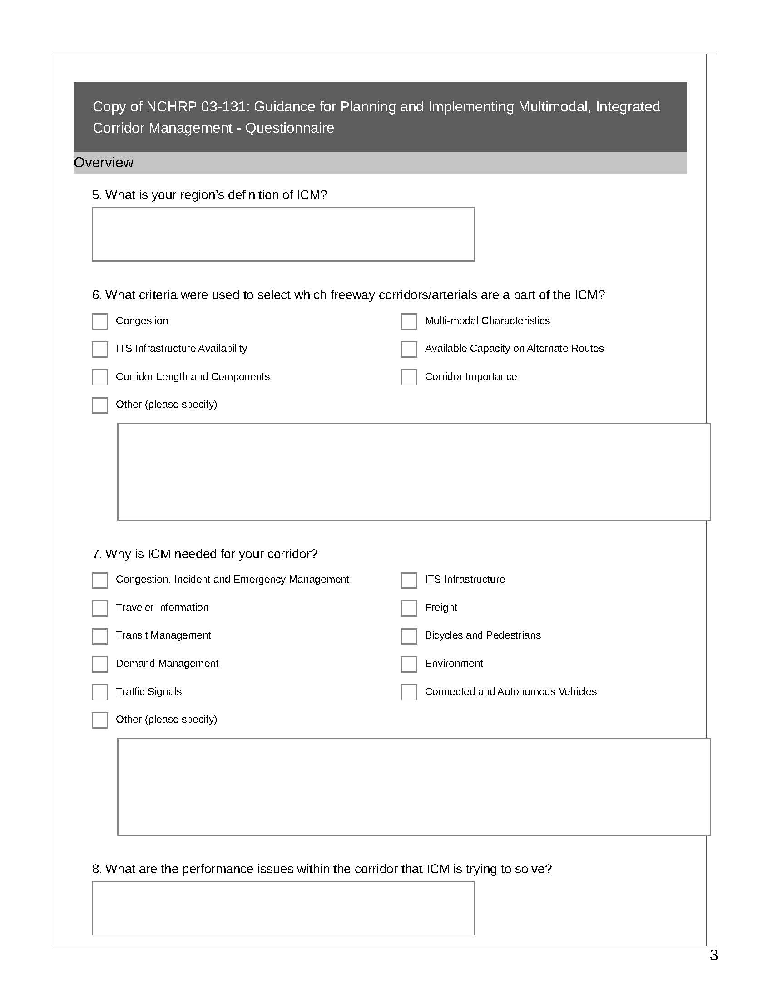 Copy of NCHRP 03-131: Guidance for Planning and Implementing Multimodal, Integrated
Corridor Management - Questionnaire
Overview
5. What is your region's definition of ICM?
6. What criteria were used to select which freeway corridors/arterials are a part of the ICM?
Congestion
Multi-modal Characteristics
ITS Infrastructure Availability
Available Capacity on Alternate Routes
Corridor Length and Components
Corridor Importance
Other (please specify)
7. Why is ICM needed for your corridor?
Congestion, Incident and Emergency Management
ITS Infrastructure
Traveler Information
Freight
Transit Management
Bicycles and Pedestrians
Demand Management
Environment
Traffic Signals
Connected and Autonomous Vehicles
Other (please specify)
8. What are the performance issues within the corridor that ICM is trying to solve?
3